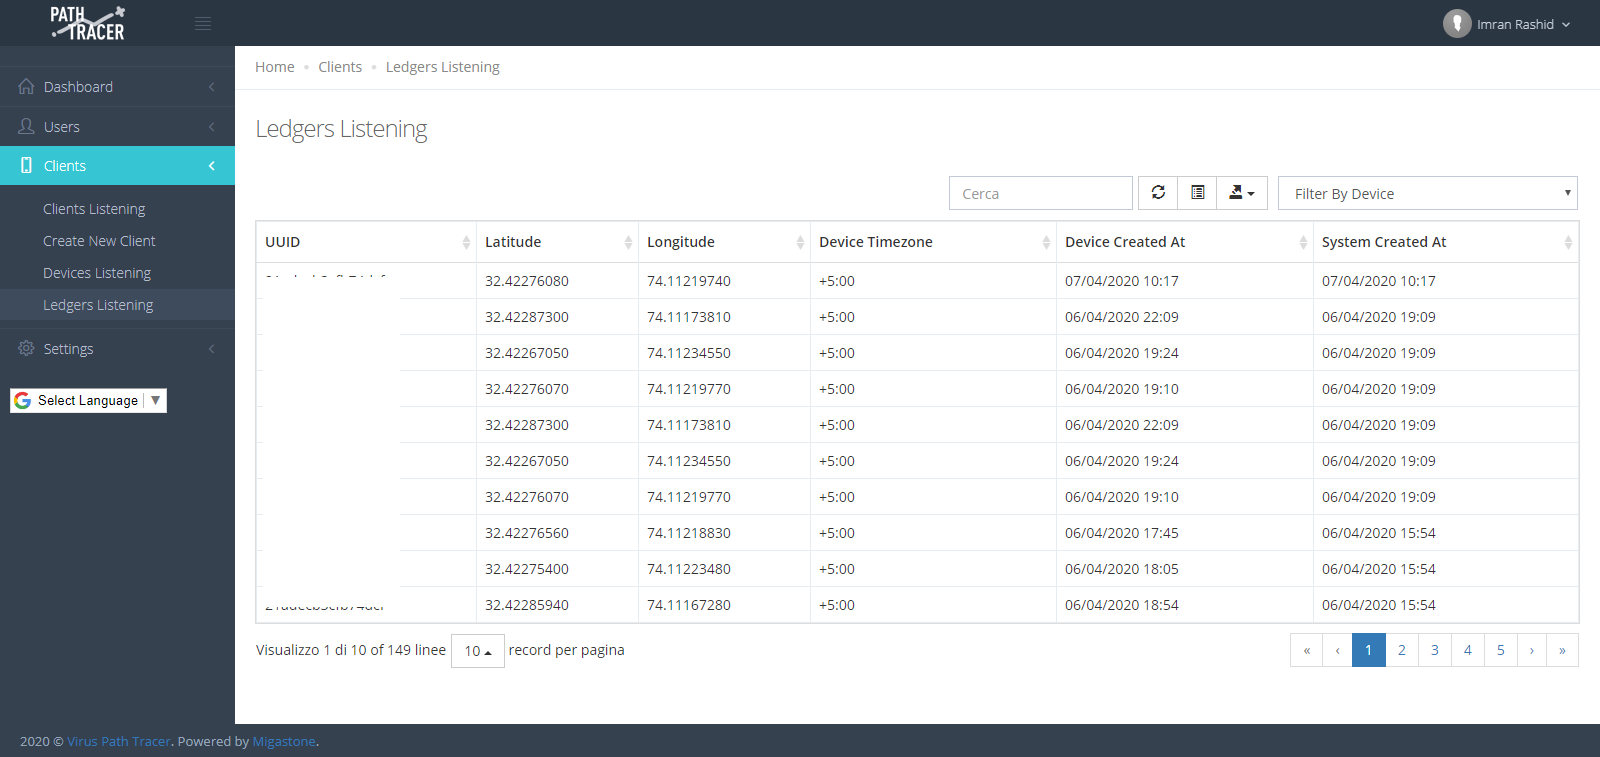 PATH TRACER
Imran Rashid
Dashboard
Users
Clients
Clients Listening
Create New Client
Devices Listening
Ledgers Listening
Settings
Select Language ▼
Home Clients Ledgers Listening
Ledgers Listening
Cerca Filter By Device
UUID Latitude Longitude Device Timezone Device Created At System Created At
32.42276080 74.11219740 +5:00 07/04/2020 10:17 07/04/2020 10:17
32.42287300 74.11173810 +5:00 06/04/2020 22:09 06/04/2020 19:09
32.42267050 74.11234550 +5:00 06/04/2020 19:24 06/04/2020 19:09
32.42276070 74.11219770 +5:00 06/04/2020 19:10 06/04/2020 19:09
32.42287300 74.11173810 +5:00 06/04/2020 22:09 06/04/2020 19:09
32.42267050 74.11234550 +5:00 06/04/2020 19:24 06/04/2020 19:09
32.42276070 74.11219770 +5:00 06/04/2020 19:10 06/04/2020 19:09
32.42276560 74.11218830 +5:00 06/04/2020 17:45 06/04/2020 15:54
32.42275400 74.11223480 +5:00 06/04/2020 18:05 06/04/2020 15:54
32.42285940 74.11167280 +5:00 06/04/2020 18:54 06/04/2020 15:54
Visualizzo 1 di 10 of 149 linee 10 record per pagina
« ‹ 1 2 3 4 5 › »
2020 © Virus Path Tracer. Powered by Migastone.